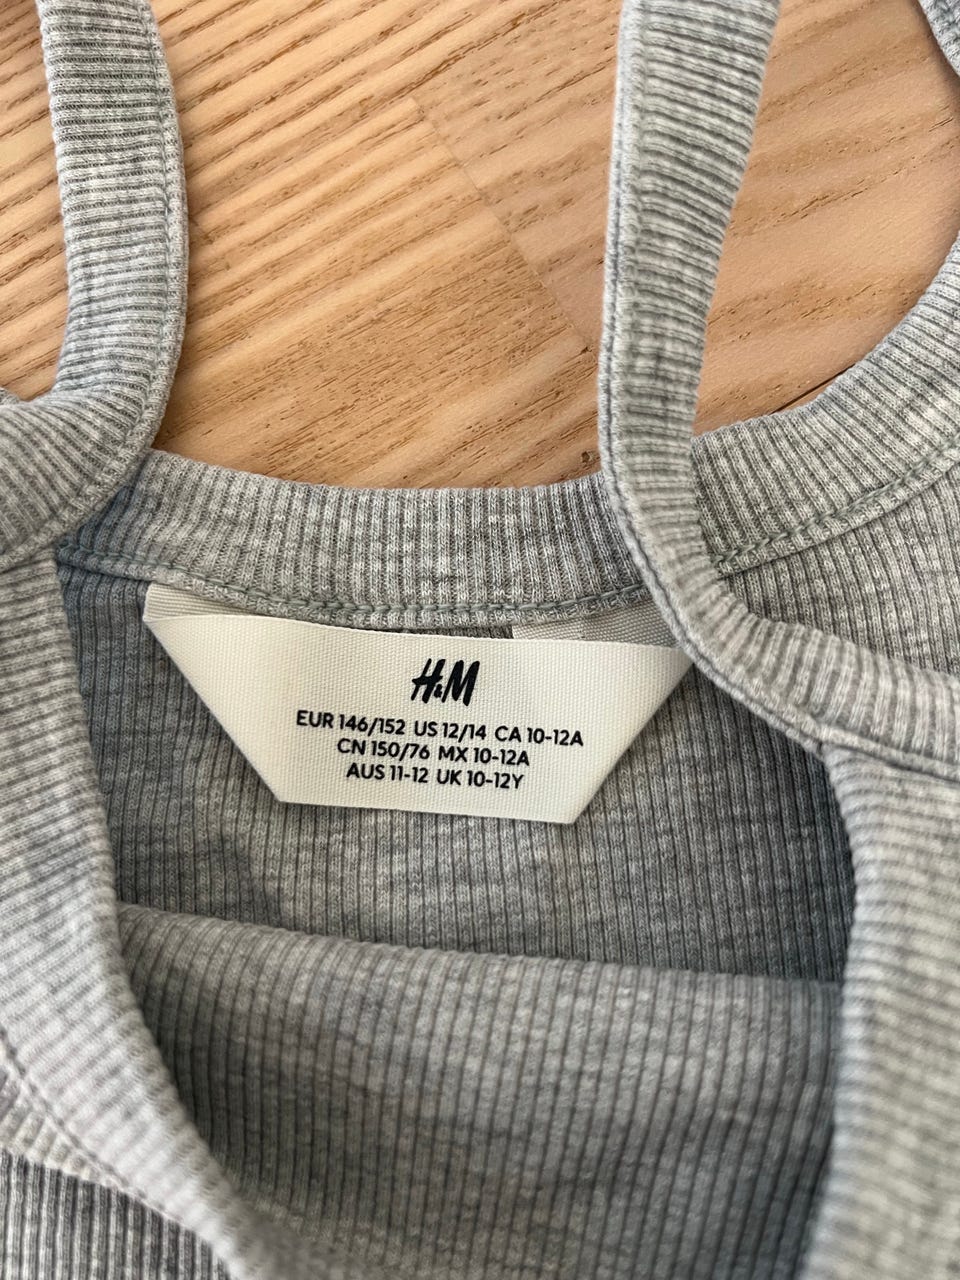 H&M
EUR 146/152 US 12/14 CA 10-12A
CN 150/76 MX 10-12A
AUS 11-12 UK 10-12Y